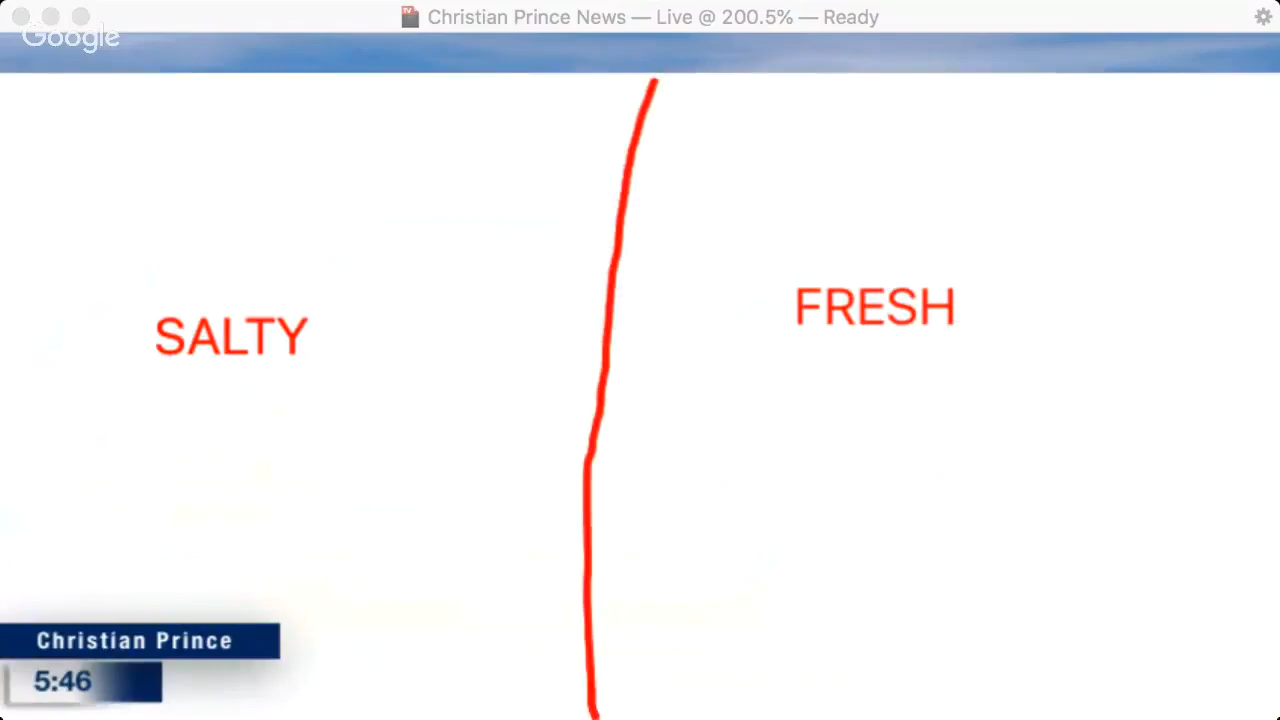 Christian Prince News — Live @ 200.5% — Ready
Google
FRESH
SALTY
Christian Prince
5:46